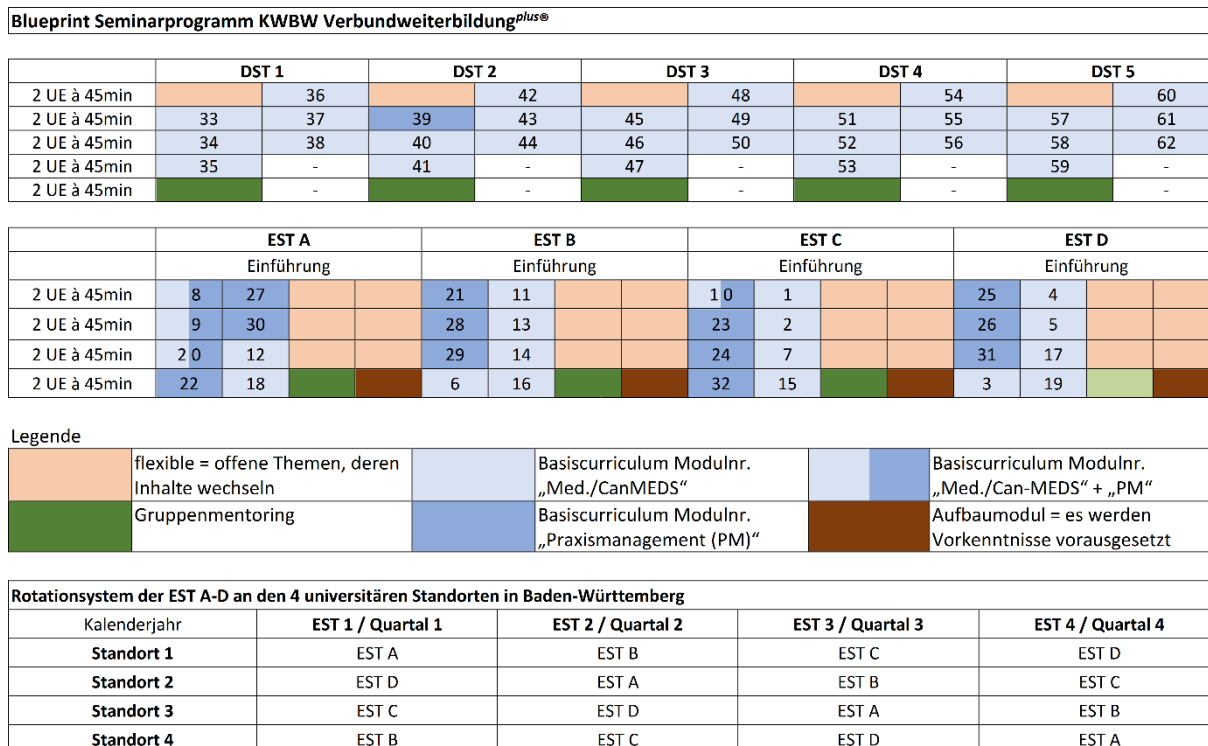 Blueprint Seminarprogramm KWBW Verbundweiterbildung plus®
DST 1 DST 2 DST 3 DST 4 DST 5
2 UE à 45min 36 42 48 54 60
2 UE à 45min 33 37 39 43 45 49 51 55 57 61
2 UE à 45min 34 38 40 44 46 50 52 56 58 62
2 UE à 45min 35 - 41 - 47 - 53 - 59 -
2 UE à 45min - - - - -
EST A EST B EST C EST D
Einführung Einführung Einführung Einführung
2 UE à 45min 8 27 21 11 10 1 25 4
2 UE à 45min 9 30 28 13 23 2 26 5
2 UE à 45min 20 12 29 14 24 7 31 17
2 UE à 45min 22 18 6 16 32 15 3 19
Legende
flexible = offene Themen, deren Inhalte wechseln
Basiscurriculum Modulnr. „Med./CanMEDS“
Basiscurriculum Modulnr. „Med./Can-MEDS“ + „PM“
Gruppenmentoring
Basiscurriculum Modulnr. „Praxismanagement (PM)“
Aufbaumodul = es werden Vorkenntnisse vorausgesetzt
Rotationsystem der EST A-D an den 4 universitären Standorten in Baden-Württemberg
Kalenderjahr EST 1 / Quartal 1 EST 2 / Quartal 2 EST 3 / Quartal 3 EST 4 / Quartal 4
Standort 1 EST A EST B EST C EST D
Standort 2 EST D EST A EST B EST C
Standort 3 EST C EST D EST A EST B
Standort 4 EST B EST C EST D EST A